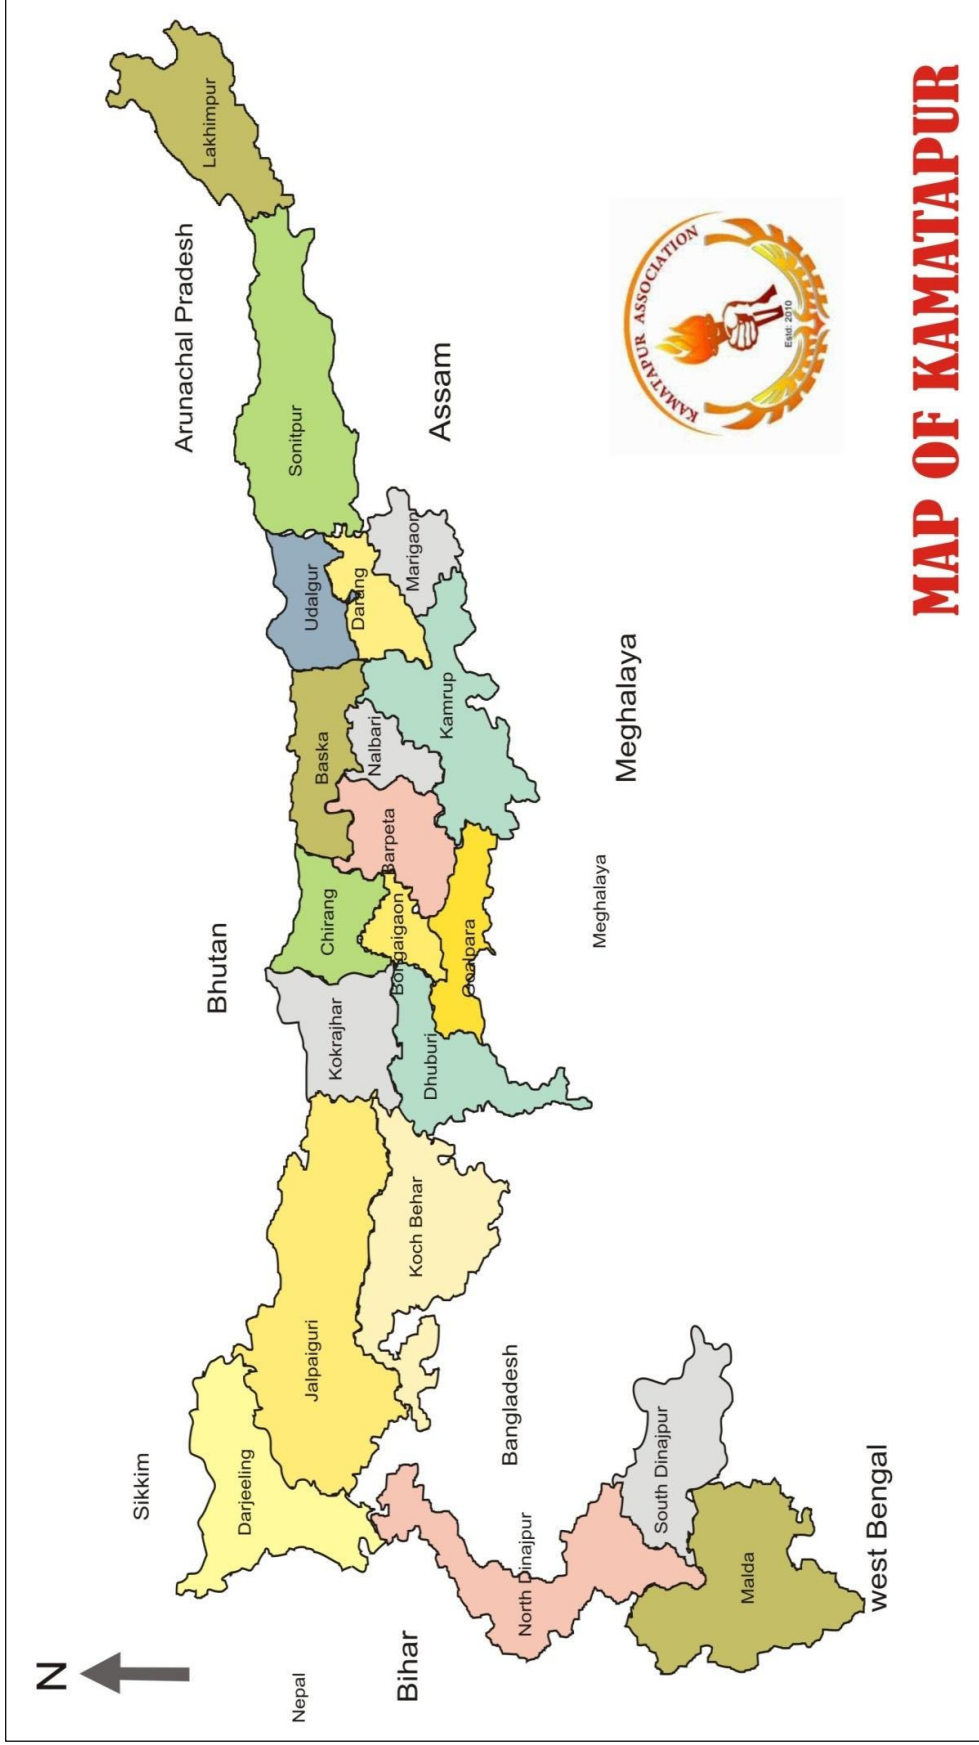 N
Nepal
Sikkim
Bhutan
Arunachal Pradesh
Bihar
Bangladesh
Meghalaya
Meghalaya
Assam
west Bengal
Darjeeling
Jalpaiguri
Koch Behar
North Dinajpur
South Dinajpur
Malda
Kokrajhar
Dhuburi
Chirang
Bongaigaon
Goalpara
Barpeta
Baska
Nalbari
Kamrup
Udalgur
Darang
Marigaon
Sonitpur
Lakhimpur
KAMATAPUR ASSOCIATION
Estd: 2010
MAP OF KAMATAPUR